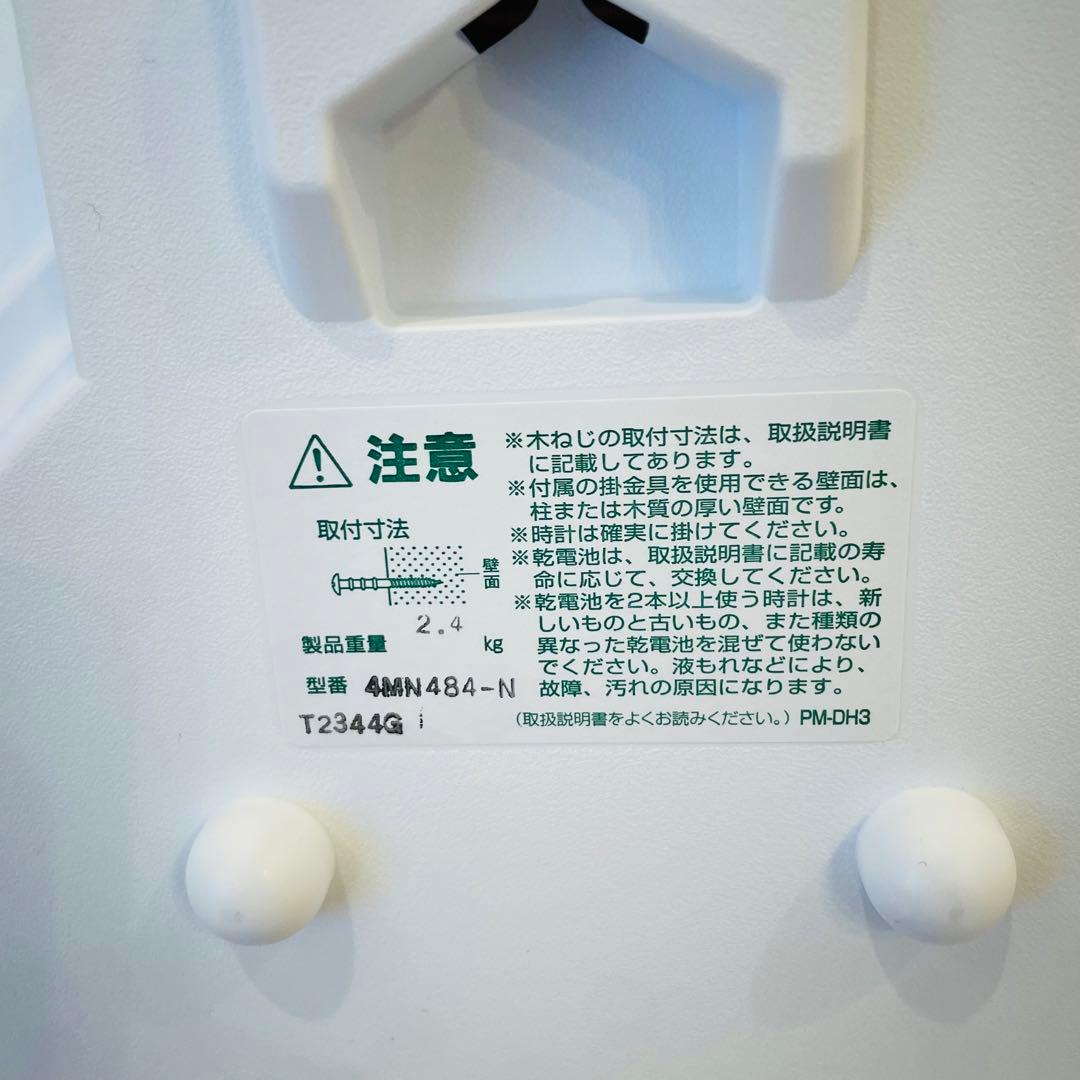 注意
取付寸法
壁面
2.4
製品重量 kg
型番 4MN484-N
T2344G
※木ねじの取付寸法は、取扱説明書
に記載してあります。
※付属の掛金具を使用できる壁面は、
柱または木質の厚い壁面です。
※時計は確実に掛けてください。
※乾電池は、取扱説明書に記載の寿
命に応じて、交換してください。
※乾電池を2本以上使う時計は、新
しいものと古いもの、また種類の
異なった乾電池を混ぜて使わない
でください。液もれなどにより、
故障、汚れの原因になります。
(取扱説明書をよくお読みください。) PM-DH3